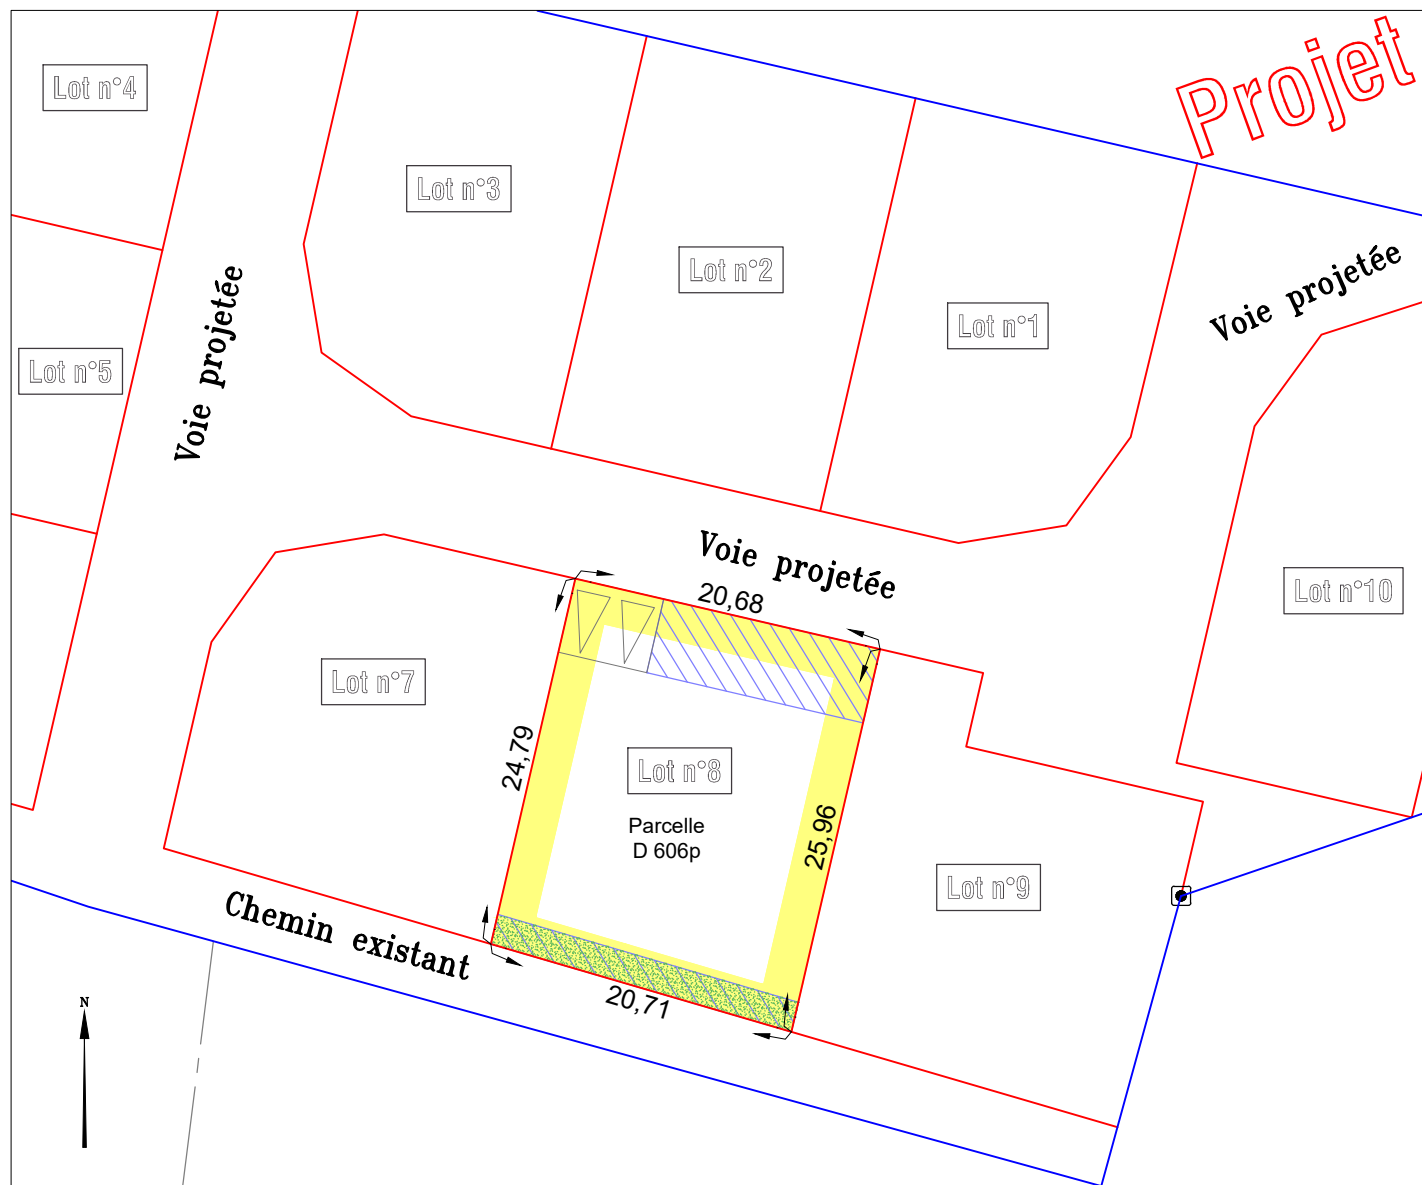 Projet
Lot n°4
Lot n°3
Lot n°2
Lot n°1
Voie projetée
Voie projetée
Lot n°5
Voie projetée
20,68
Lot n°10
Lot n°7
24,79
Lot n°8
Parcelle
D 606p
25,96
Lot n°9
Chemin existant
20,71
N